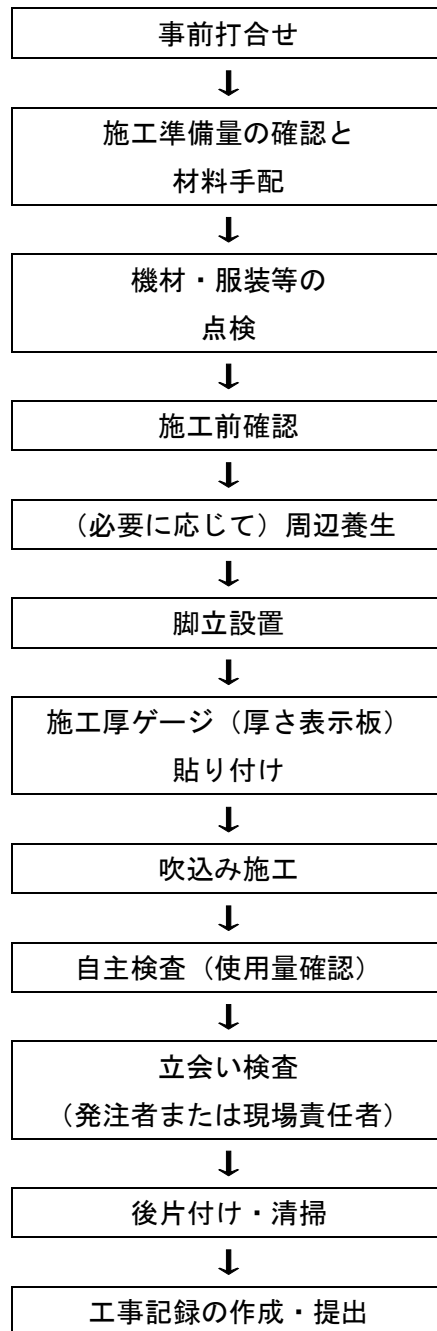 事前打合せ
↓
施工準備量の確認と
材料手配
↓
機材・服装等の
点検
↓
施工前確認
↓
（必要に応じて）周辺養生
↓
脚立設置
↓
施工厚ゲージ（厚さ表示板）
貼り付け
↓
吹込み施工
↓
自主検査（使用量確認）
↓
立会い検査
（発注者または現場責任者）
↓
後片付け・清掃
↓
工事記録の作成・提出